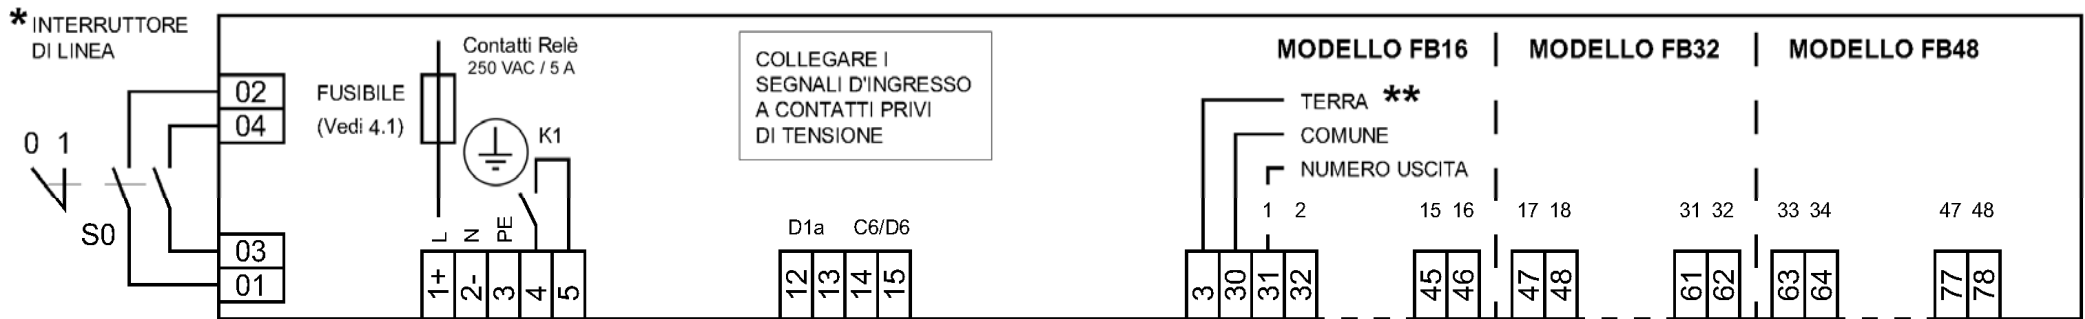 * INTERRUTTORE
DI LINEA
02
04
0 1
S0
03
01
FUSIBILE
(Vedi 4.1)
Contatti Relè
250 VAC / 5 A
K1
L
N
PE
1+
2-
3
4
5
COLLEGARE I
SEGNALI D'INGRESSO
A CONTATTI PRIVI
DI TENSIONE
D1a C6/D6
12
13
14
15
MODELLO FB16 MODELLO FB32 MODELLO FB48
TERRA **
COMUNE
NUMERO USCITA
1 2 15 16 17 18 31 32 33 34 47 48
3
30
31
32
45
46
47
48
61
62
63
64
77
78